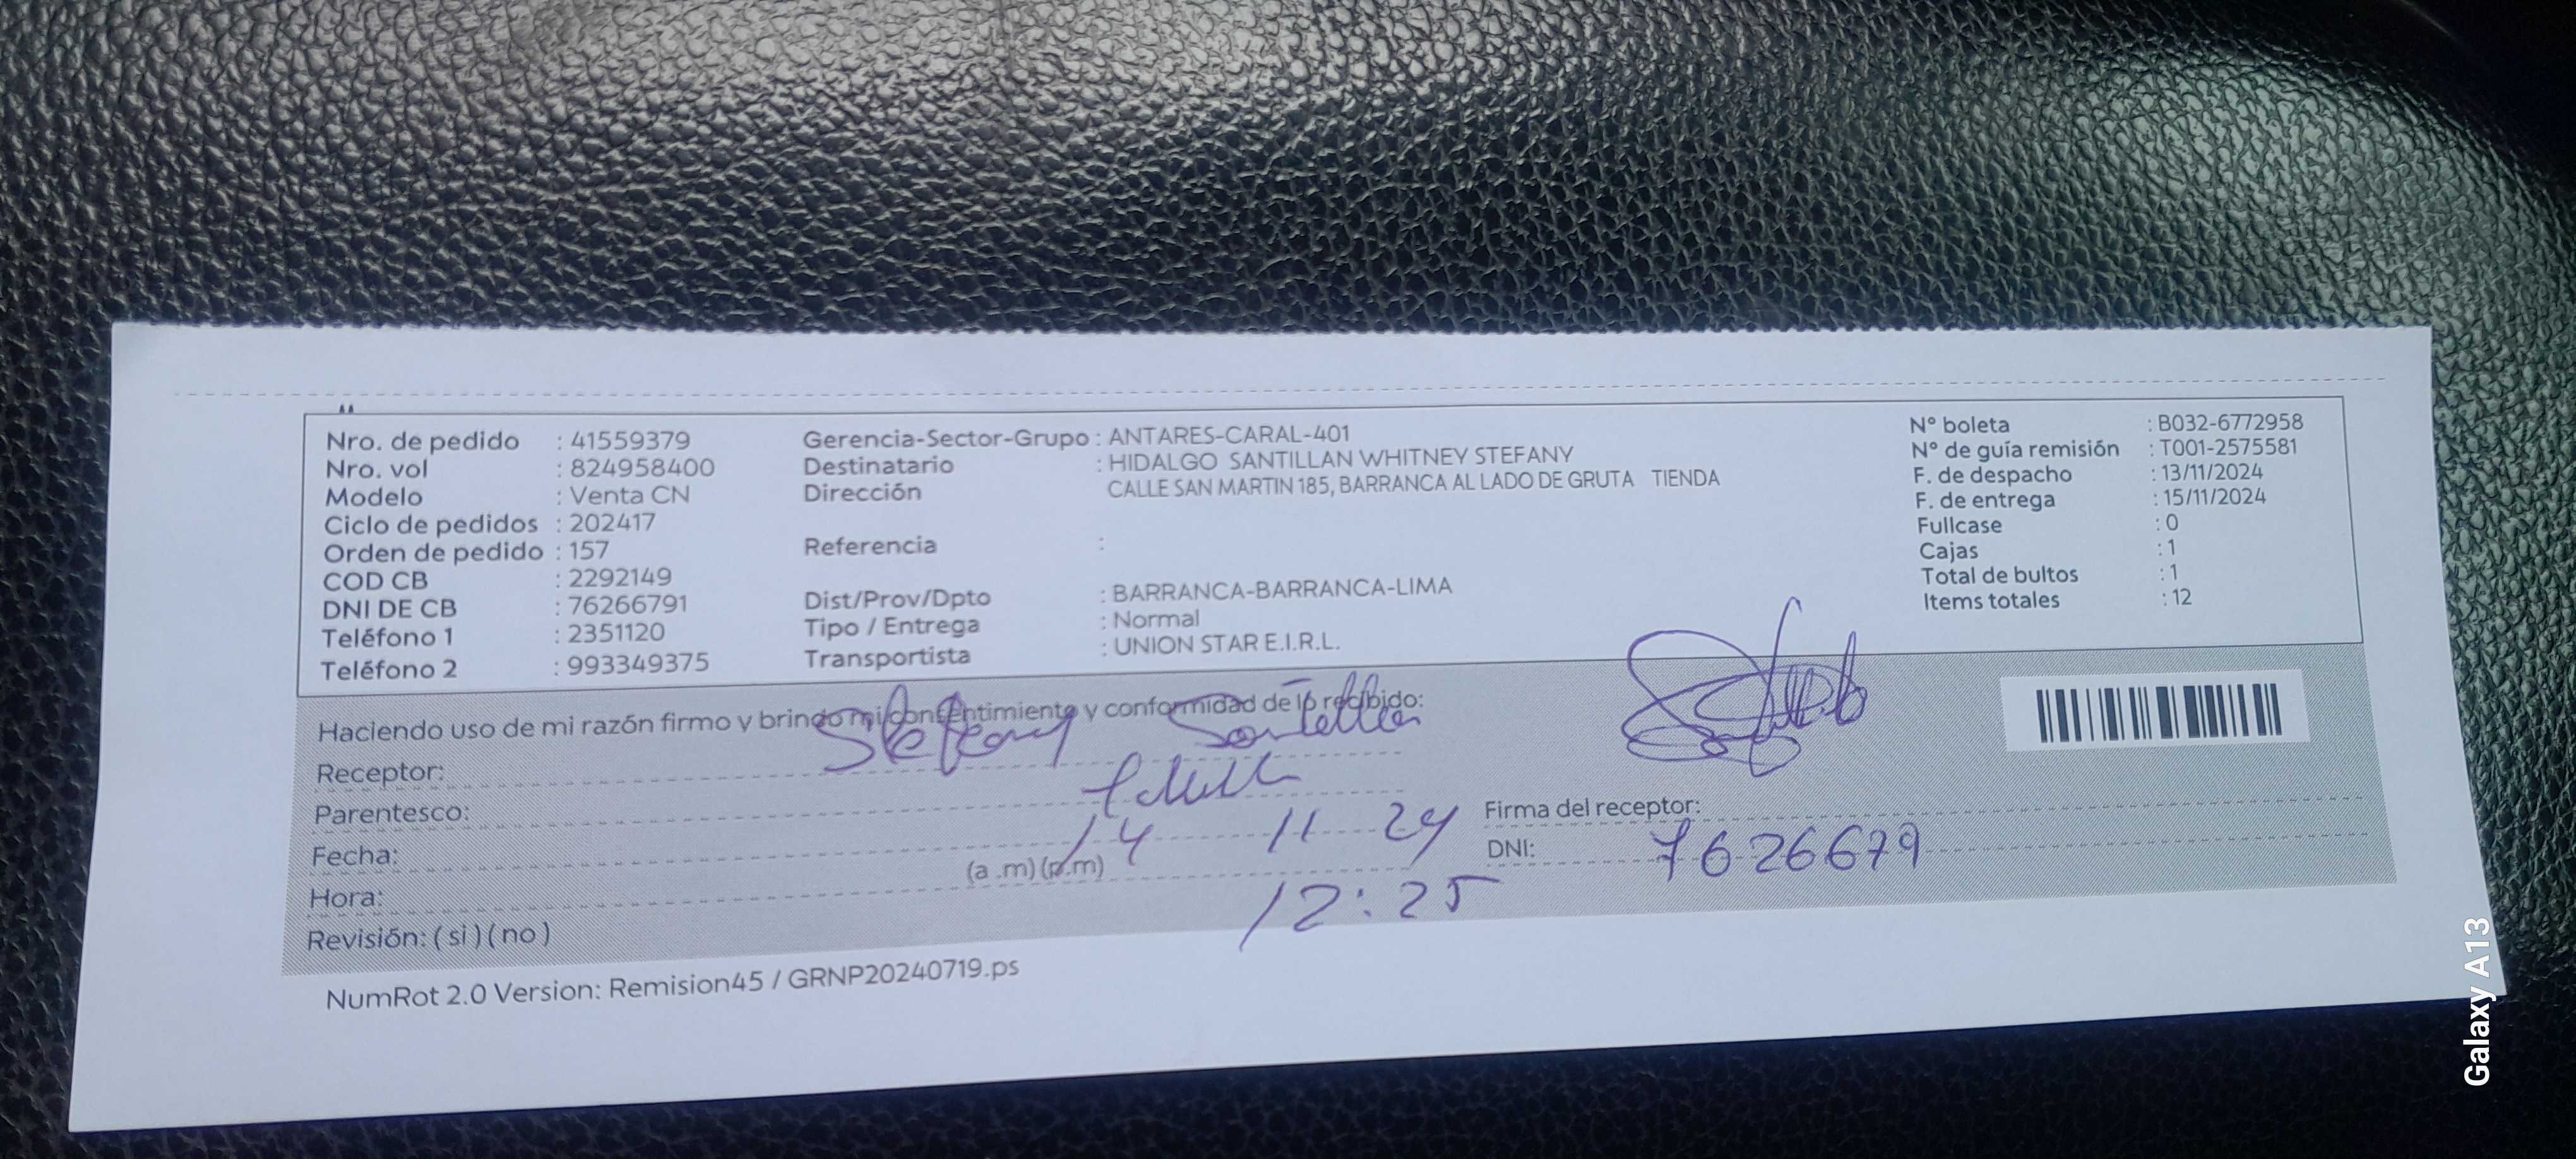 Nro. de pedido : 41559379
Nro. vol : 824958400
Modelo : Venta CN
Ciclo de pedidos : 202417
Orden de pedido : 157
COD CB : 2292149
DNI DE CB : 76266791
Teléfono 1 : 2351120
Teléfono 2 : 993349375
Gerencia-Sector-Grupo : ANTARES-CARAL-401
Destinatario : HIDALGO SANTILLAN WHITNEY STEFANY
Dirección CALLE SAN MARTIN 185, BARRANCA AL LADO DE GRUTA TIENDA
Referencia :
Dist/Prov/Dpto : BARRANCA-BARRANCA-LIMA
Tipo / Entrega : Normal
Transportista : UNION STAR E.I.R.L.
N° boleta : B032-6772958
N° de guía remisión : T001-2575581
F. de despacho : 13/11/2024
F. de entrega : 15/11/2024
Fullcase : 0
Cajas : 1
Total de bultos : 1
Items totales : 12
Haciendo uso de mi razón firmo y brindo mi consentimiento y conformidad de lo recibido:
Receptor: Stefany Santillan
Parentesco:
Fecha: 14 11 24
Hora: (a .m) (p.m) 12:25
Revisión: ( si ) ( no )
Firma del receptor:
DNI: 7626679
NumRot 2.0 Version: Remision45 / GRNP20240719.ps
Galaxy A13